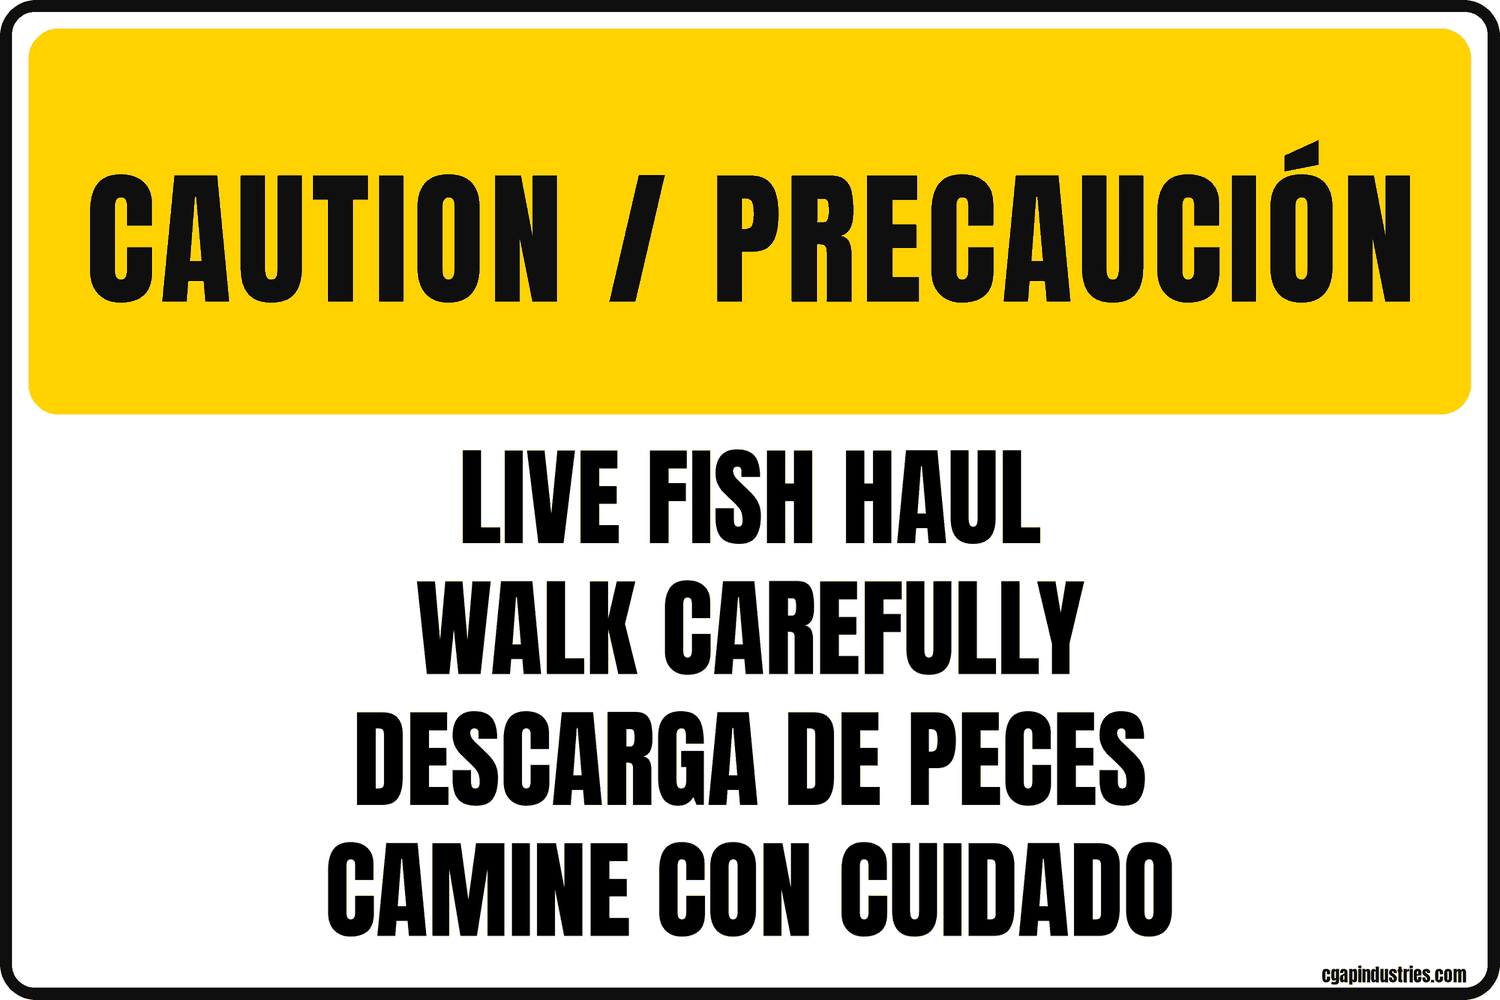 CAUTION / PRECAUCIÓN
LIVE FISH HAUL
WALK CAREFULLY
DESCARGA DE PECES
CAMINE CON CUIDADO
cgapindustries.com